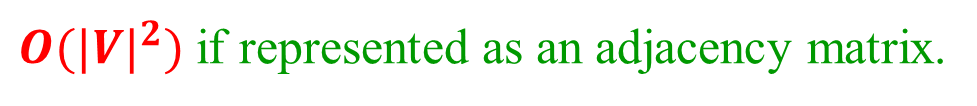 O(|V|²) if represented as an adjacency matrix.